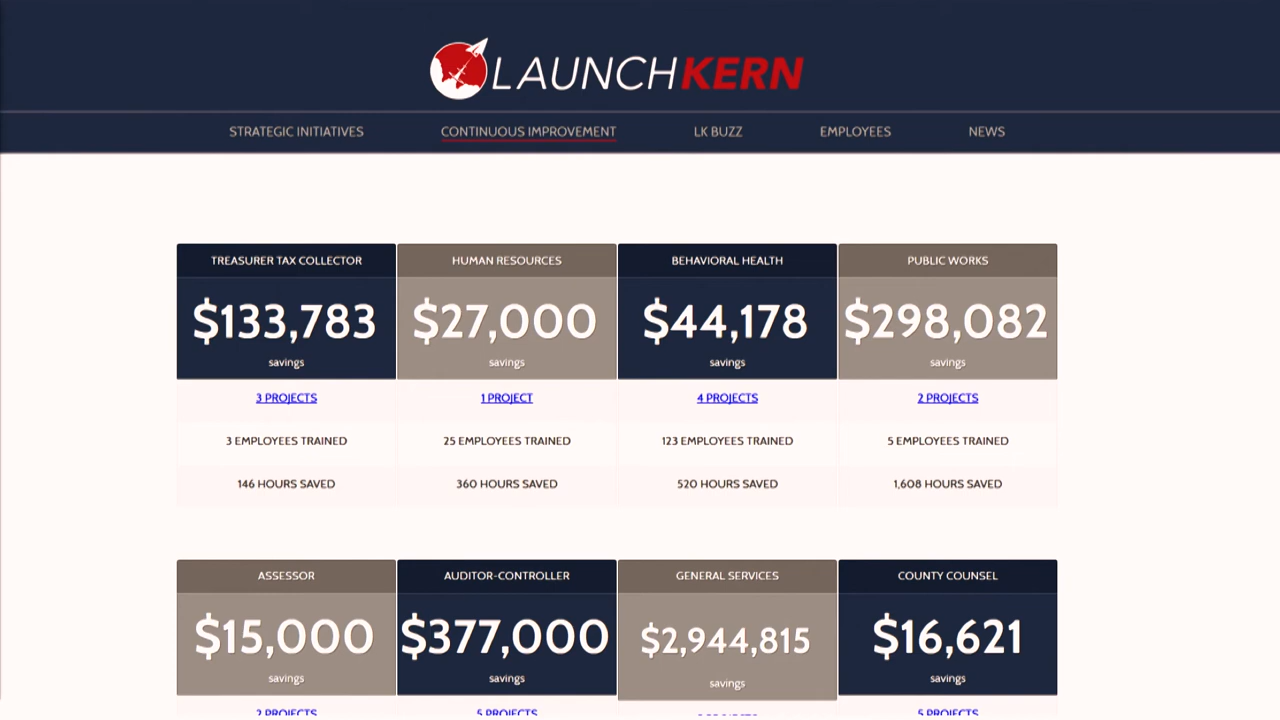 LAUNCHKERN
STRATEGIC INITIATIVES CONTINUOUS IMPROVEMENT LK BUZZ EMPLOYEES NEWS
TREASURER TAX COLLECTOR HUMAN RESOURCES BEHAVIORAL HEALTH PUBLIC WORKS
$133,783 $27,000 $44,178 $298,082
savings savings savings savings
3 PROJECTS 1 PROJECT 4 PROJECTS 2 PROJECTS
3 EMPLOYEES TRAINED 25 EMPLOYEES TRAINED 123 EMPLOYEES TRAINED 5 EMPLOYEES TRAINED
146 HOURS SAVED 360 HOURS SAVED 520 HOURS SAVED 1,608 HOURS SAVED
ASSESSOR AUDITOR-CONTROLLER GENERAL SERVICES COUNTY COUNSEL
$15,000 $377,000 $2,944,815 $16,621
savings savings savings savings
2 PROJECTS 5 PROJECTS PROJECTS 5 PROJECTS